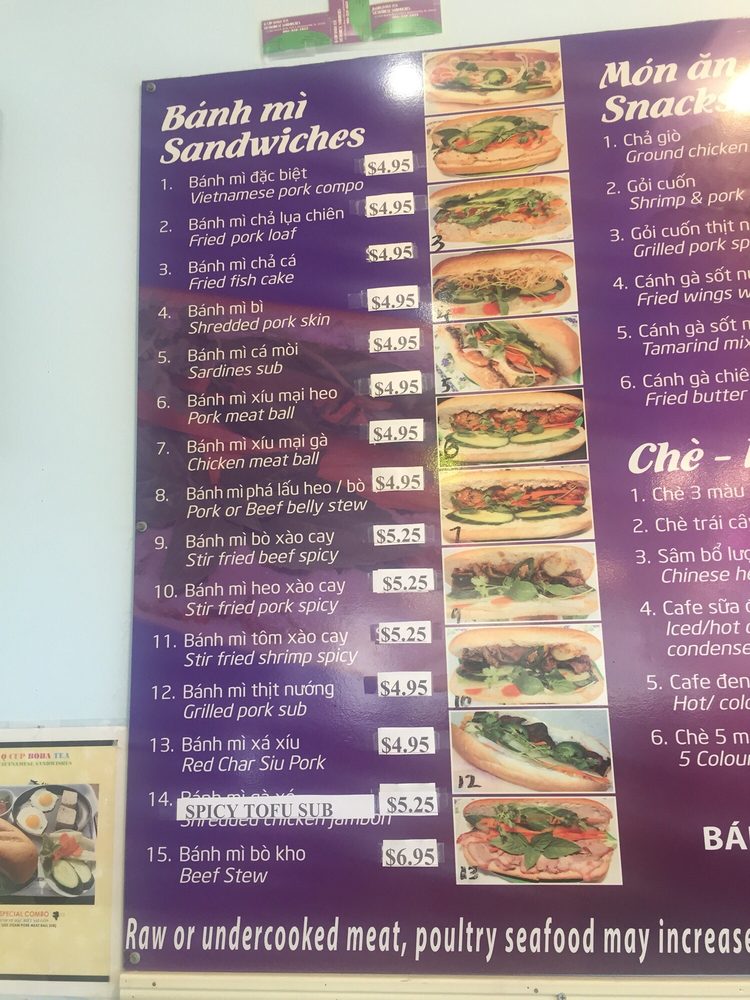 Bánh mì
Sandwiches
1. Bánh mì đặc biệt $4.95
Vietnamese pork compo
2. Bánh mì chả lụa chiên $4.95
Fried pork loaf
3. Bánh mì chả cá $4.95
Fried fish cake
4. Bánh mì bì $4.95
Shredded pork skin
5. Bánh mì cá mòi $4.95
Sardines sub
6. Bánh mì xíu mại heo $4.95
Pork meat ball
7. Bánh mì xíu mại gà $4.95
Chicken meat ball
8. Bánh mì phá lấu heo / bò $4.95
Pork or Beef belly stew
9. Bánh mì bò xào cay $5.25
Stir fried beef spicy
10. Bánh mì heo xào cay $5.25
Stir fried pork spicy
11. Bánh mì tôm xào cay $5.25
Stir fried shrimp spicy
12. Bánh mì thịt nướng $4.95
Grilled pork sub
13. Bánh mì xá xíu $4.95
Red Char Siu Pork
14. SPICY TOFU SUB $5.25
Shredded chicken jambon
15. Bánh mì bò kho $6.95
Beef Stew
3
4
5
6
7
9
10
12
13
Món ăn
Snacks
1. Chả giò
Ground chicken
2. Gỏi cuốn
Shrimp & pork
3. Gỏi cuốn thịt
Grilled pork
4. Cánh gà sốt
Fried wings
5. Cánh gà sốt
Tamarind
6. Cánh gà
Fried butter
Chè -
1. Chè 3 màu
2. Chè trái
3. Sâm bổ
Chinese
4. Cafe sữa
Iced/hot
5. Cafe đen
Hot/
6. Chè 5
5
Raw or undercooked meat, poultry seafood may increase
Q CUP BOBA TEA
VIETNAMESE SANDWICHES
SPECIAL COMBO